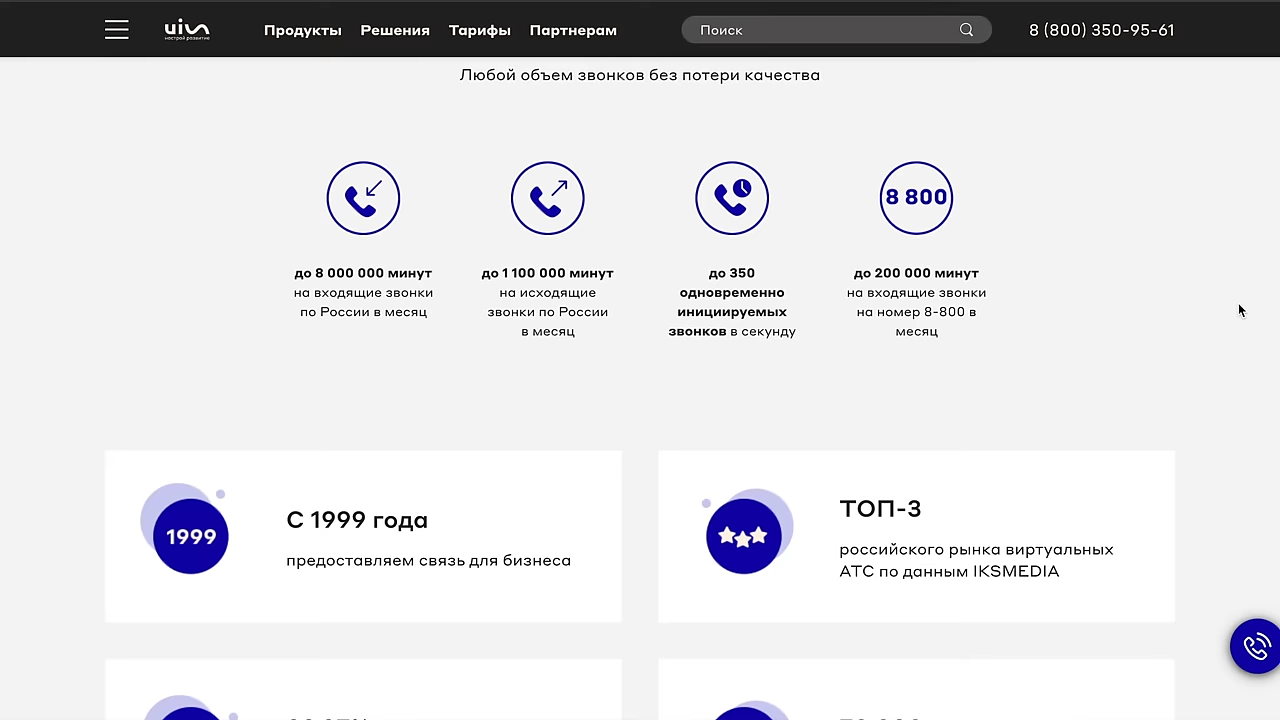 uis
настрой развитие
Продукты Решения Тарифы Партнерам
Поиск
8 (800) 350-95-61
Любой объем звонков без потери качества
8 800
до 8 000 000 минут
на входящие звонки
по России в месяц
до 1 100 000 минут
на исходящие
звонки по России
в месяц
до 350
одновременно
инициируемых
звонков в секунду
до 200 000 минут
на входящие звонки
на номер 8-800 в
месяц
1999
С 1999 года
предоставляем связь для бизнеса
ТОП-3
российского рынка виртуальных
АТС по данным IKSMEDIA